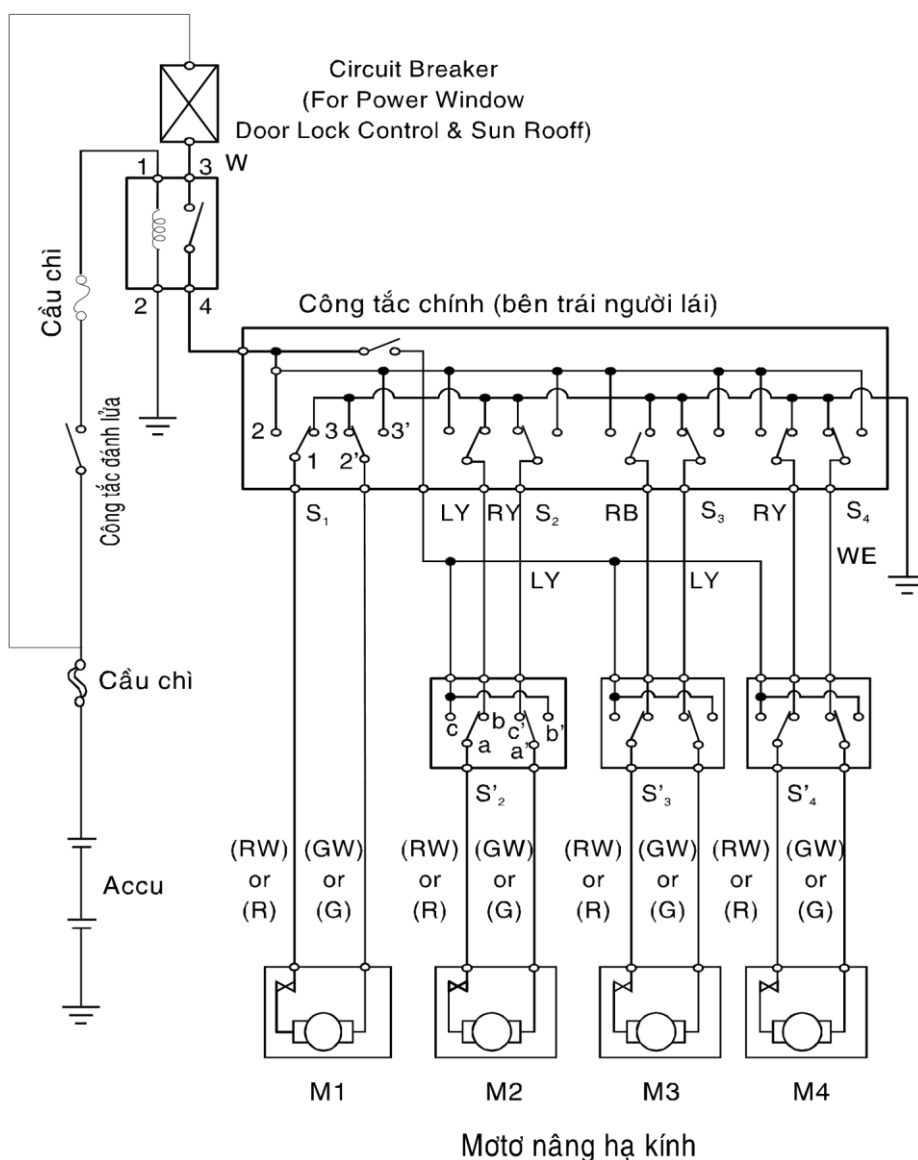 Circuit Breaker
(For Power Window
Door Lock Control & Sun Rooff)
1 3 W
Cầu chì
2 4
Công tắc chính (bên trái người lái)
2 3 3'
1 2'
Công tắc đánh lửa
S₁ LY RY S₂ RB S₃ RY S₄
LY LY WE
Cầu chì
c b c' b'
a a'
S'₂ S'₃ S'₄
(RW) (GW) (RW) (GW) (RW) (GW) (RW) (GW)
or or or or or or or or
(R) (G) (R) (G) (R) (G) (R) (G)
Accu
M1 M2 M3 M4
Môtơ nâng hạ kính